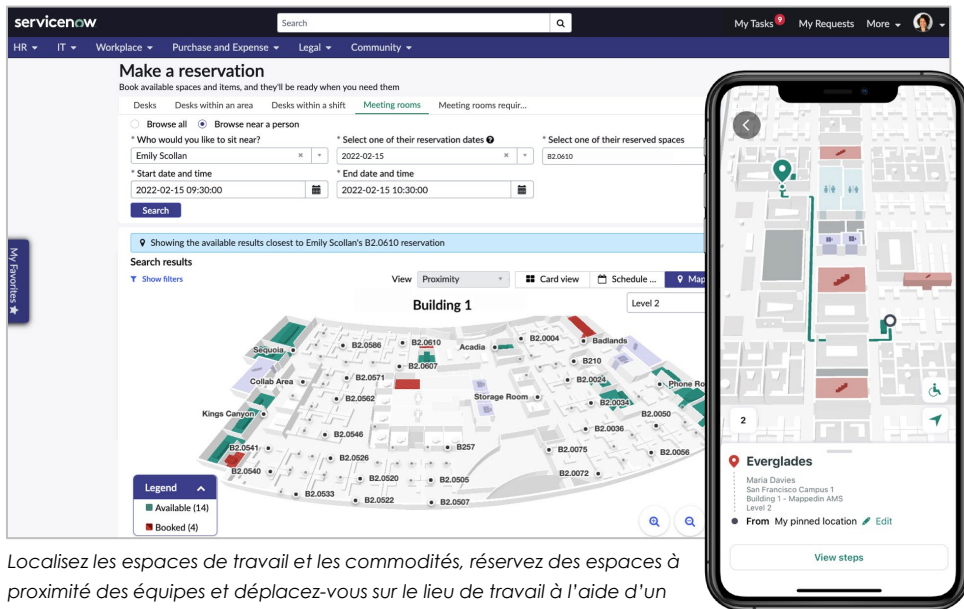 servicenow
Search
My Tasks 9 My Requests More
HR IT Workplace Purchase and Expense Legal Community
Make a reservation
Book available spaces and items, and they'll be ready when you need them
Desks Desks within an area Desks within a shift Meeting rooms Meeting rooms requir...
Browse all Browse near a person
* Who would you like to sit near? * Select one of their reservation dates * Select one of their reserved spaces
Emily Scollan 2022-02-15 B2.0610
* Start date and time * End date and time
2022-02-15 09:30:00 2022-02-15 10:30:00
Search
My Favorites
Showing the available results closest to Emily Scollan's B2.0610 reservation
Search results
Show filters View Proximity Card view Schedule ... Map
Building 1
Level 2
Sequoia
B2.0586
B2.0610
Acadia
B2.0004
Badlands
B2.0607
B210
Collab Area
B2.0571
B2.0024
Phone Ro
B2.0562
Storage Room
B2.0034
Kings Canyon
B2.0050
B2.0546
B2.0036
B2.0541
B257
B2.0526
B2.0056
B2.0540
B2.0520
B2.0505
B2.0072
B2.0533
B2.0522
B2.0507
Legend
Available (14)
Booked (4)
2
Everglades
Maria Davies
San Francisco Campus 1
Building 1 - Mappedin AMS
Level 2
From My pinned location Edit
View steps
Localisez les espaces de travail et les commodités, réservez des espaces à
proximité des équipes et déplacez-vous sur le lieu de travail à l'aide d'un